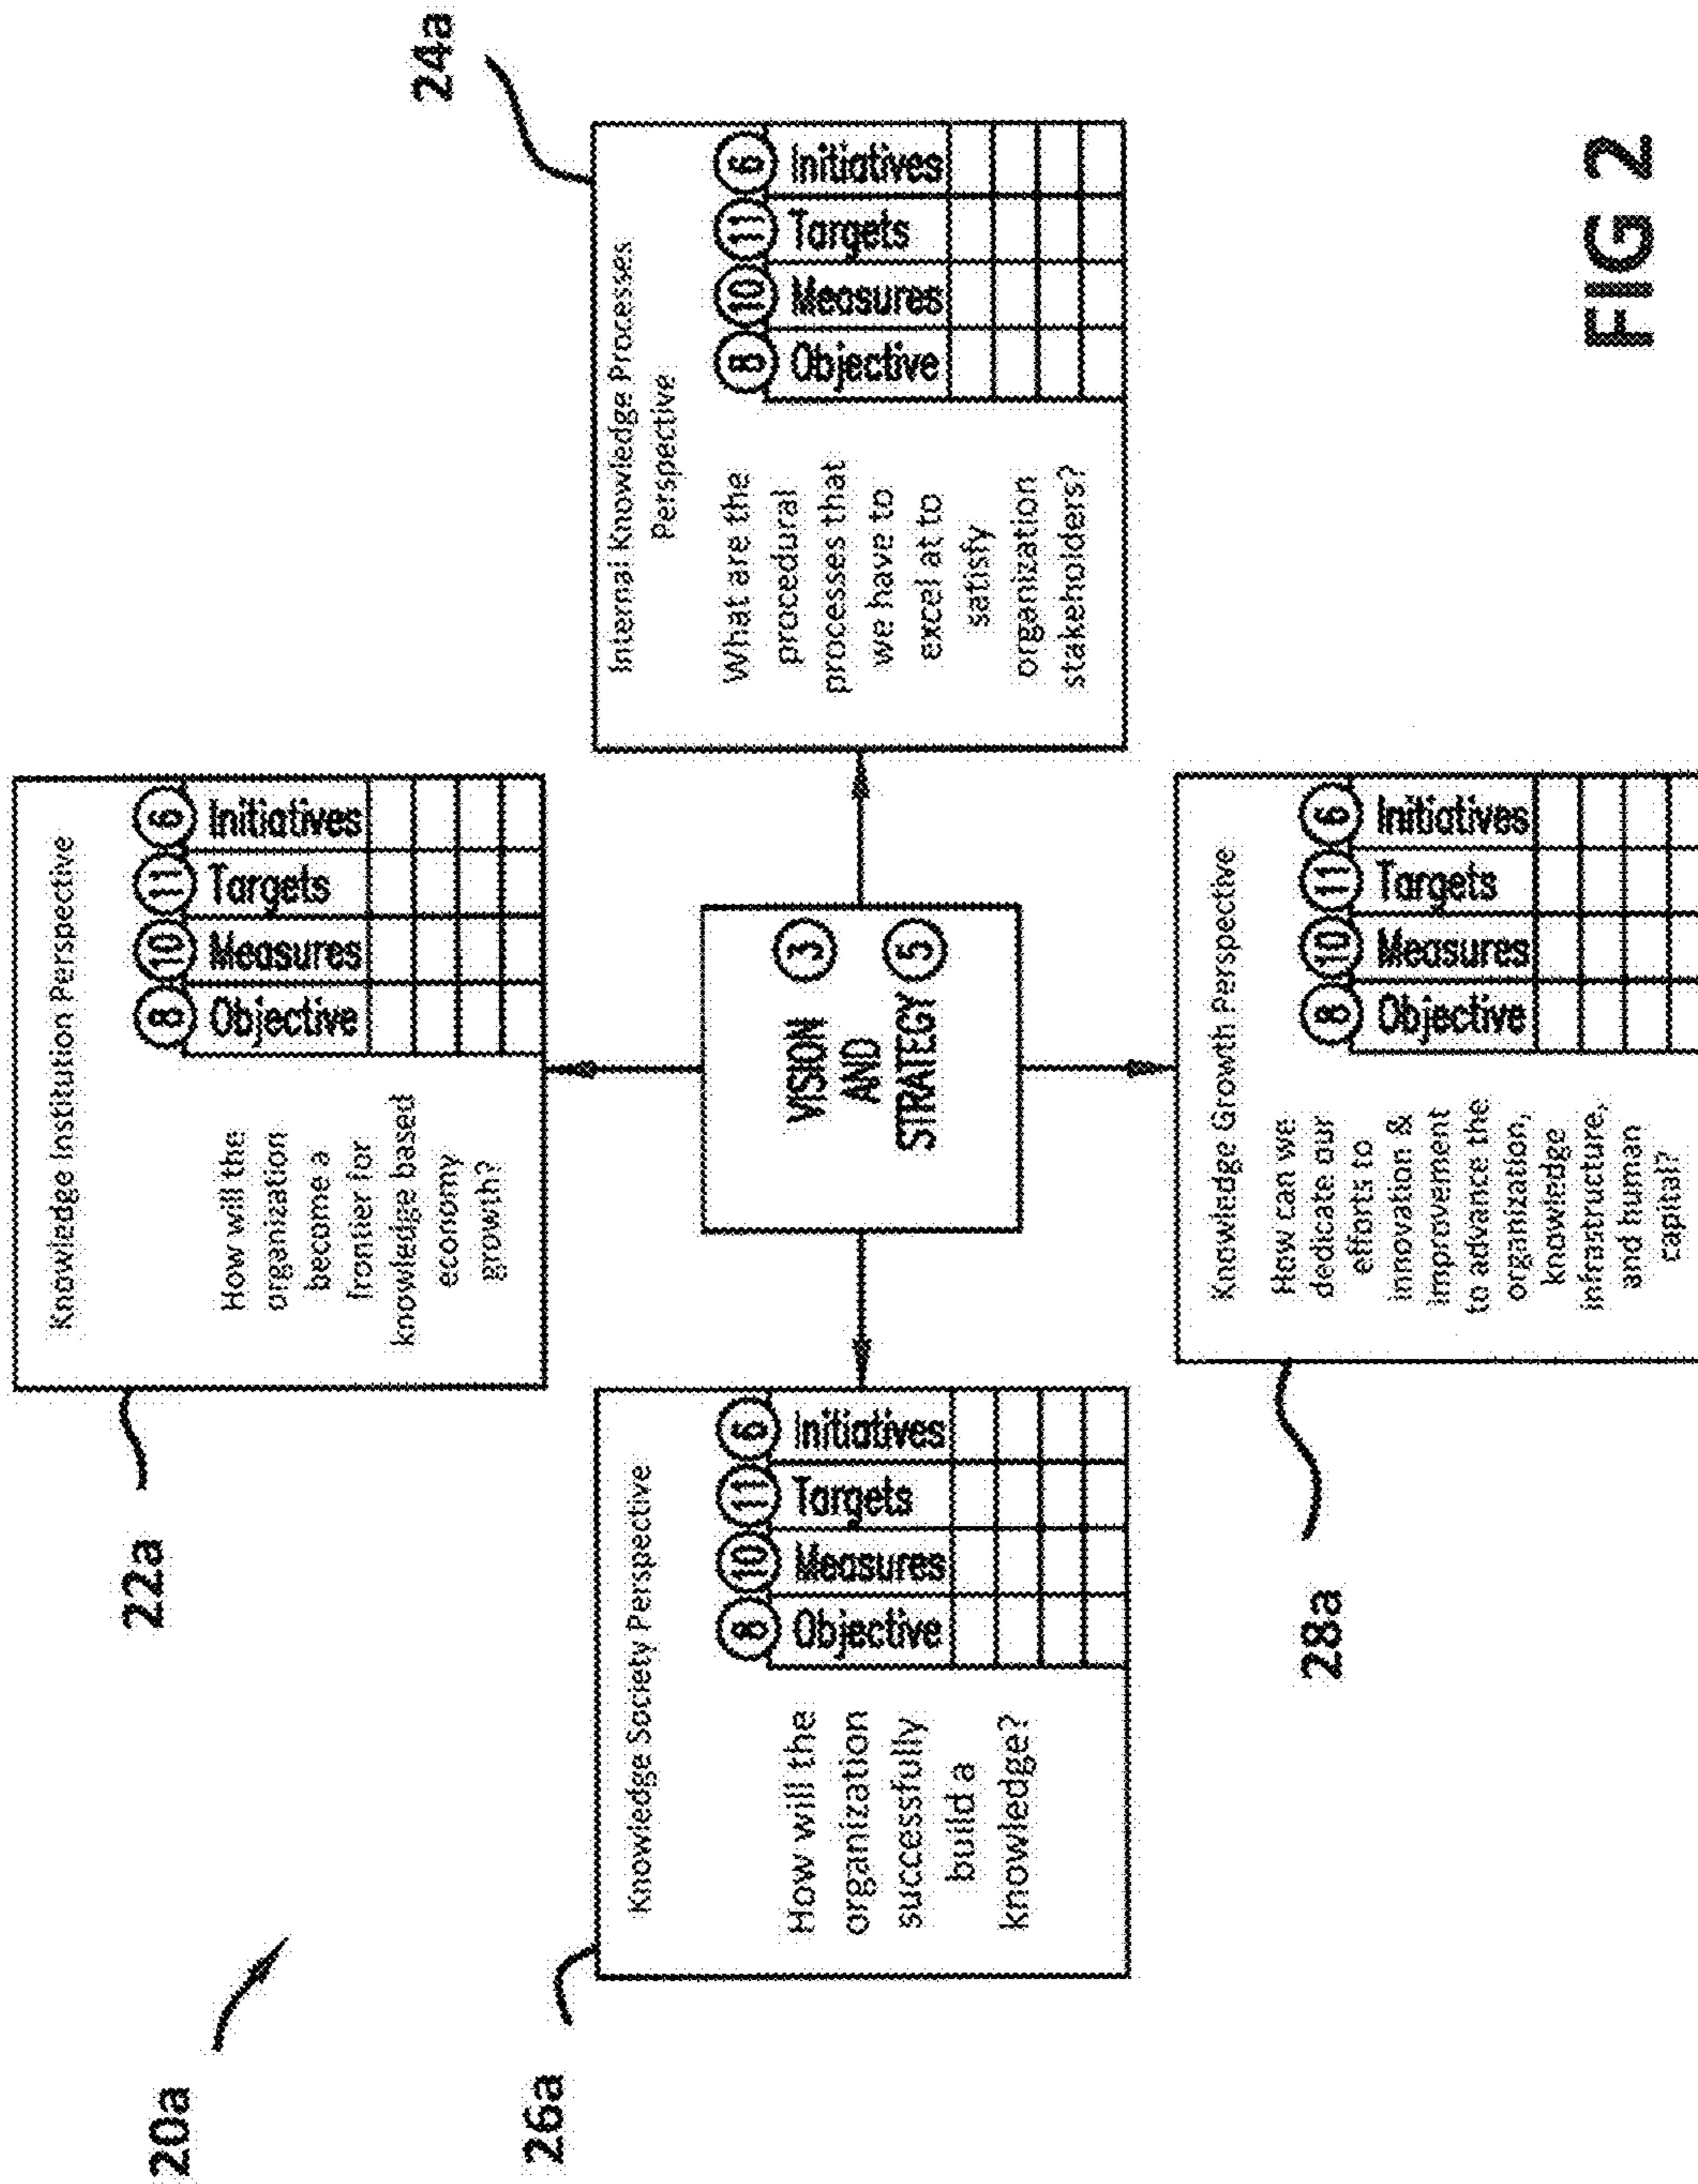 20a
22a
Knowledge Institution Perspective
How will the
organization
become a
frontier for
knowledge based
economy
growth?
8 10 11 6
Objective Measures Targets Initiatives
26a
Knowledge Society Perspective
How will the
organization
successfully
build a
knowledge?
8 10 11 6
Objective Measures Targets Initiatives
VISION 3
AND
STRATEGY 5
24a
Internal Knowledge Processes
Perspective
What are the
procedural
processes that
we have to
excel at to
satisfy
organization
stakeholders?
8 10 11 6
Objective Measures Targets Initiatives
28a
Knowledge Growth Perspective
How can we
dedicate our
efforts to
innovation &
improvement
to advance the
organization,
knowledge
infrastructure,
and human
capital?
8 10 11 6
Objective Measures Targets Initiatives
FIG 2